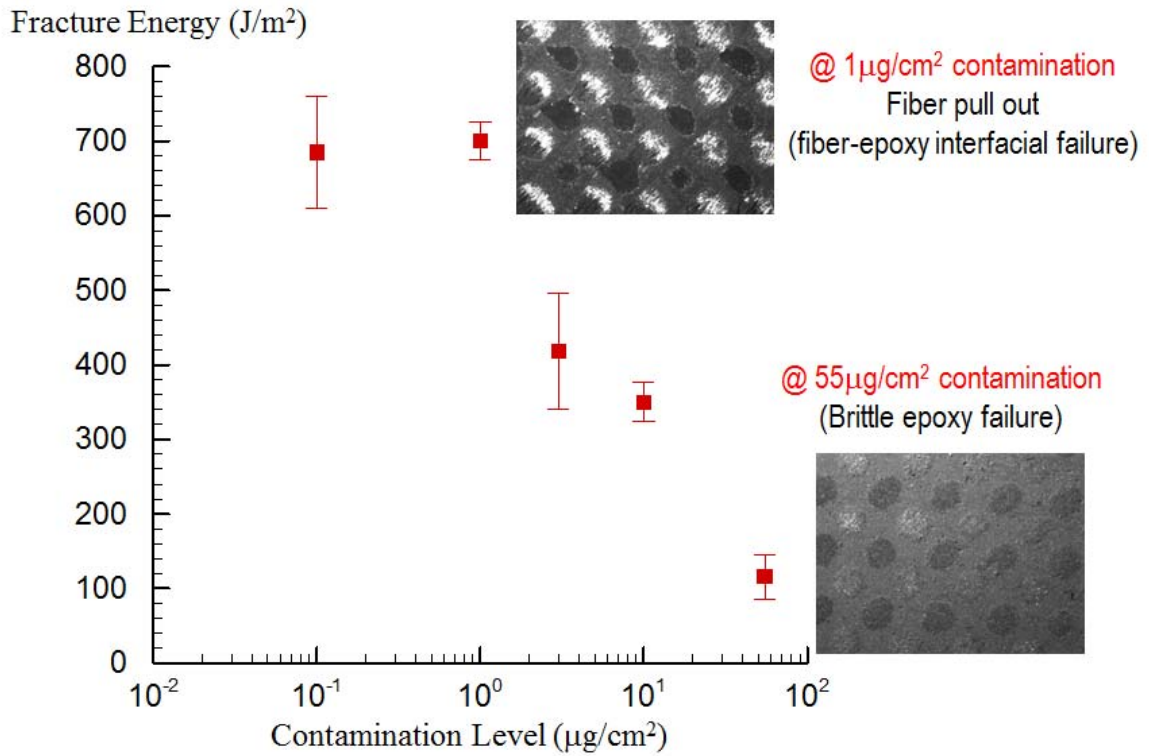 Fracture Energy (J/m²)
800
700
600
500
400
300
200
100
0
10⁻²
10⁻¹
10⁰
10¹
10²
Contamination Level (μg/cm²)
@ 1μg/cm² contamination
Fiber pull out
(fiber-epoxy interfacial failure)
@ 55μg/cm² contamination
(Brittle epoxy failure)